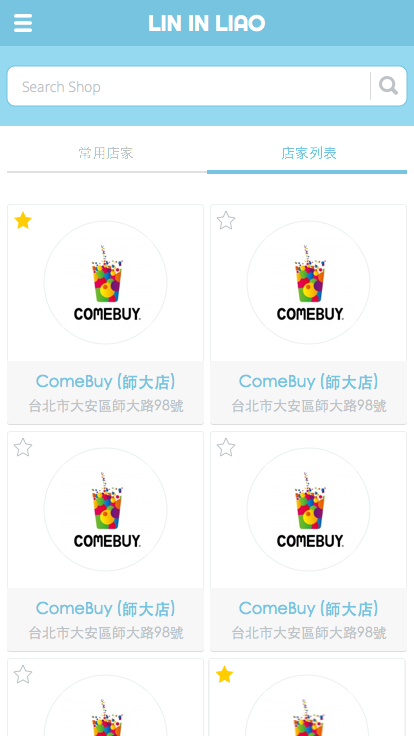 LIN IN LIAO
Search Shop
常用店家
店家列表
COMEBUY.
COMEBUY.
ComeBuy (師大店)
ComeBuy (師大店)
台北市大安區師大路98號
台北市大安區師大路98號
COMEBUY.
COMEBUY.
ComeBuy (師大店)
ComeBuy (師大店)
台北市大安區師大路98號
台北市大安區師大路98號